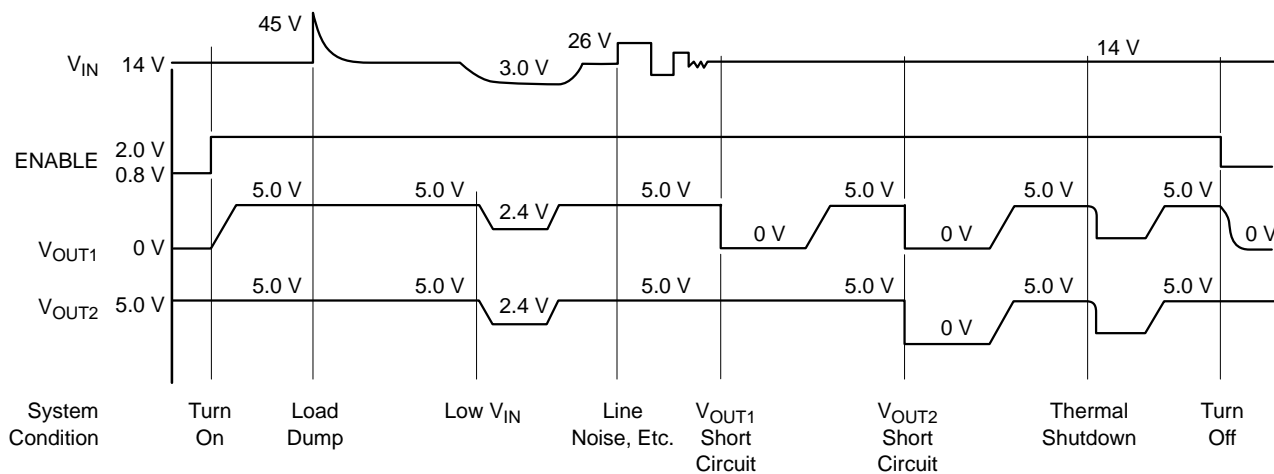 45 V
26 V
V_IN 14 V 3.0 V 14 V
ENABLE 2.0 V
0.8 V
5.0 V 5.0 V 2.4 V 5.0 V 5.0 V 5.0 V 5.0 V
V_OUT1 0 V 0 V 0 V 0 V
V_OUT2 5.0 V 5.0 V 5.0 V 2.4 V 5.0 V 5.0 V 0 V 5.0 V 5.0 V
System Condition
Turn On
Load Dump
Low V_IN
Line Noise, Etc.
V_OUT1 Short Circuit
V_OUT2 Short Circuit
Thermal Shutdown
Turn Off